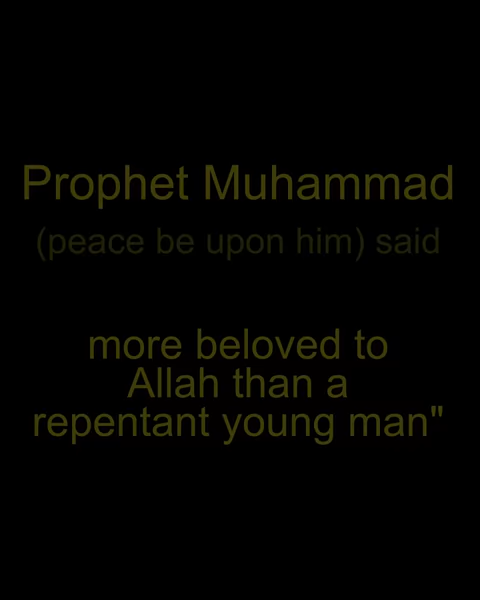 Prophet Muhammad
(peace be upon him) said
more beloved to
Allah than a
repentant young man"